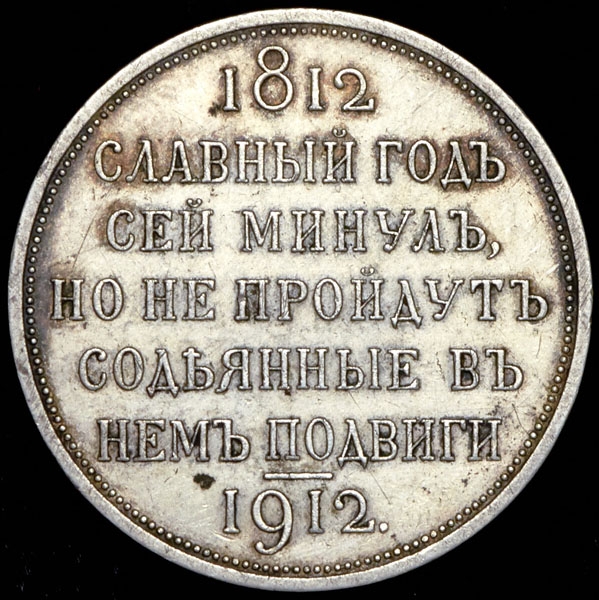 1812
СЛАВНЫЙ ГОДЪ
СЕЙ МИНУЛЪ,
НО НЕ ПРОЙДУТЪ
СОДѢЯННЫЕ ВЪ
НЕМЪ ПОДВИГИ
1912.